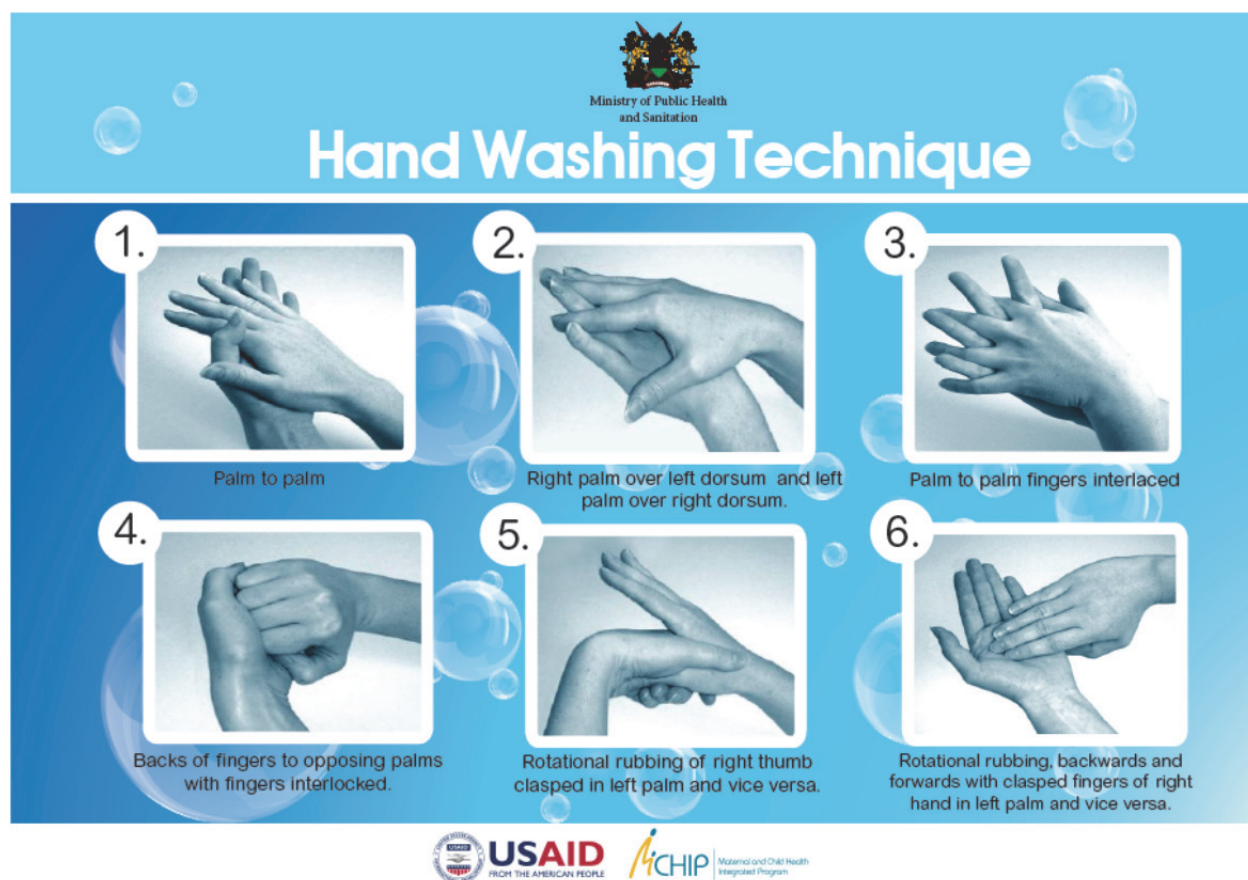 Ministry of Public Health
and Sanitation
Hand Washing Technique
1.
Palm to palm
2.
Right palm over left dorsum and left
palm over right dorsum.
3.
Palm to palm fingers interlaced
4.
Backs of fingers to opposing palms
with fingers interlocked.
5.
Rotational rubbing of right thumb
clasped in left palm and vice versa.
6.
Rotational rubbing, backwards and
forwards with clasped fingers of right
hand in left palm and vice versa.
USAID
USAID
FROM THE AMERICAN PEOPLE
MCHIP
Maternal and Child Health
Integrated Program